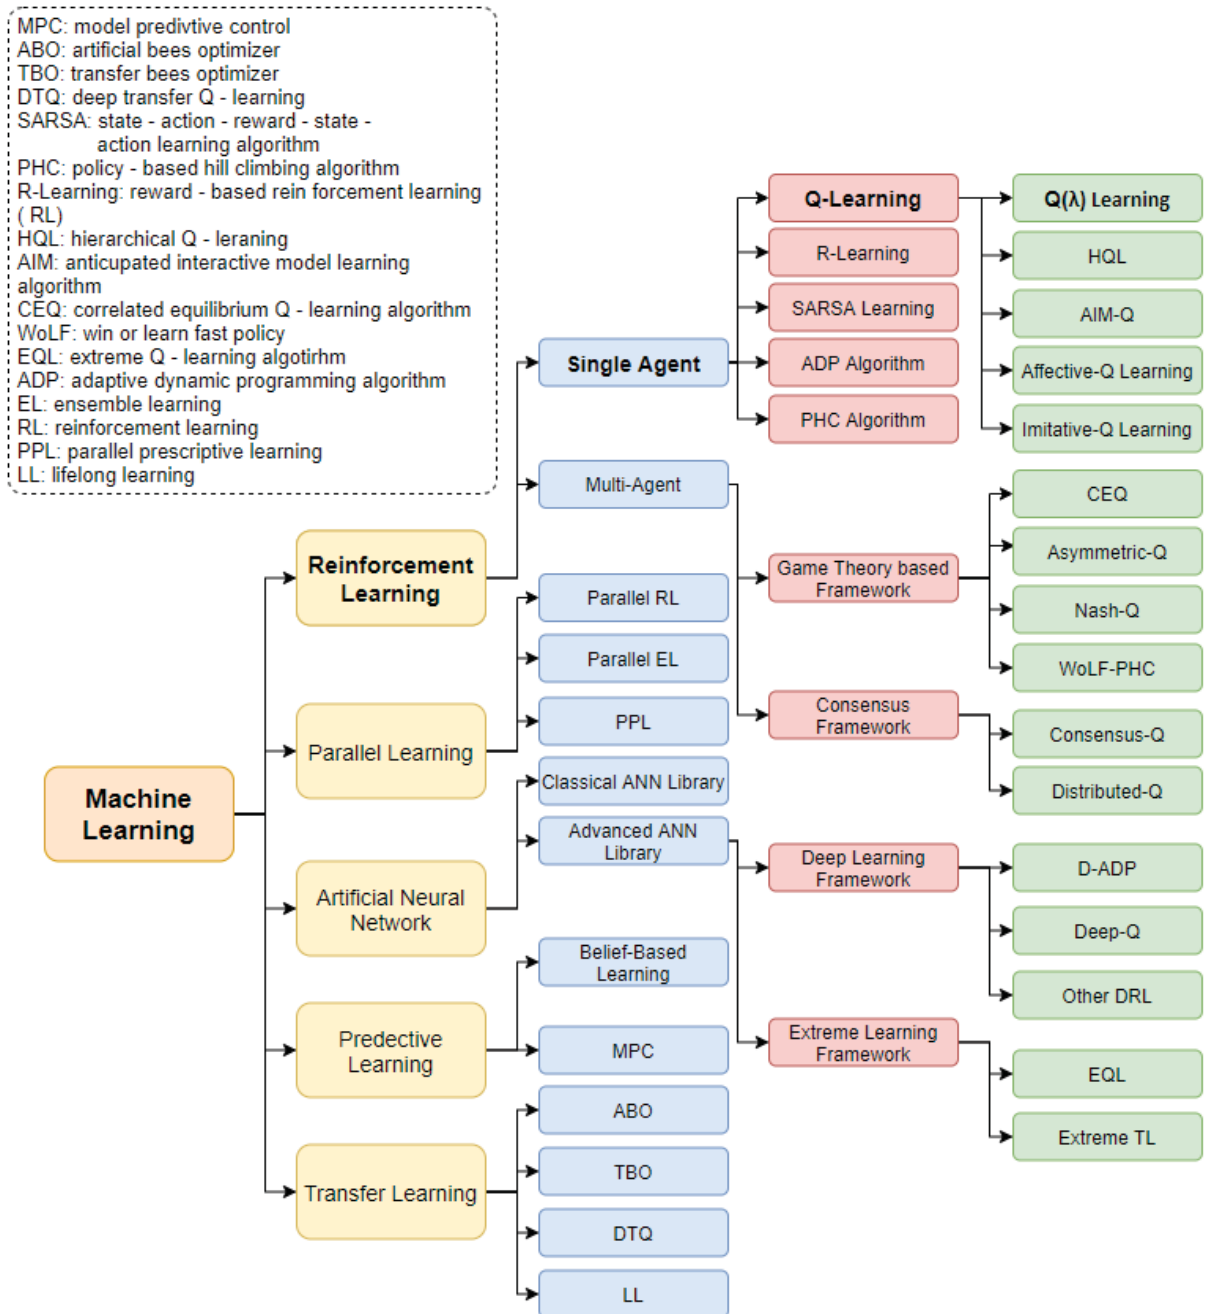 MPC: model predivtive control
ABO: artificial bees optimizer
TBO: transfer bees optimizer
DTQ: deep transfer Q - learning
SARSA: state - action - reward - state -
action learning algorithm
PHC: policy - based hill climbing algorithm
R-Learning: reward - based rein forcement learning
( RL)
HQL: hierarchical Q - leraning
AIM: anticupated interactive model learning
algorithm
CEQ: correlated equilibrium Q - learning algorithm
WoLF: win or learn fast policy
EQL: extreme Q - learning algotirhm
ADP: adaptive dynamic programming algorithm
EL: ensemble learning
RL: reinforcement learning
PPL: parallel prescriptive learning
LL: lifelong learning
Machine
Learning
Reinforcement
Learning
Parallel Learning
Artificial Neural
Network
Predective
Learning
Transfer Learning
Single Agent
Multi-Agent
Parallel RL
Parallel EL
PPL
Classical ANN Library
Advanced ANN
Library
Belief-Based
Learning
MPC
ABO
TBO
DTQ
LL
Q-Learning
R-Learning
SARSA Learning
ADP Algorithm
PHC Algorithm
Game Theory based
Framework
Consensus
Framework
Deep Learning
Framework
Extreme Learning
Framework
Q(λ) Learning
HQL
AIM-Q
Affective-Q Learning
Imitative-Q Learning
CEQ
Asymmetric-Q
Nash-Q
WoLF-PHC
Consensus-Q
Distributed-Q
D-ADP
Deep-Q
Other DRL
EQL
Extreme TL